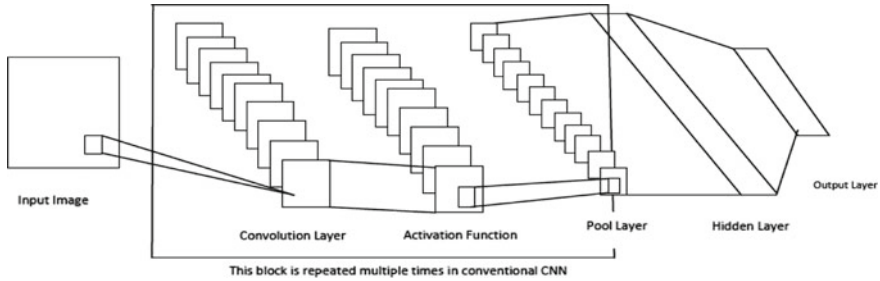 Input Image
Convolution Layer
Activation Function
Pool Layer
Hidden Layer
Output Layer
This block is repeated multiple times in conventional CNN